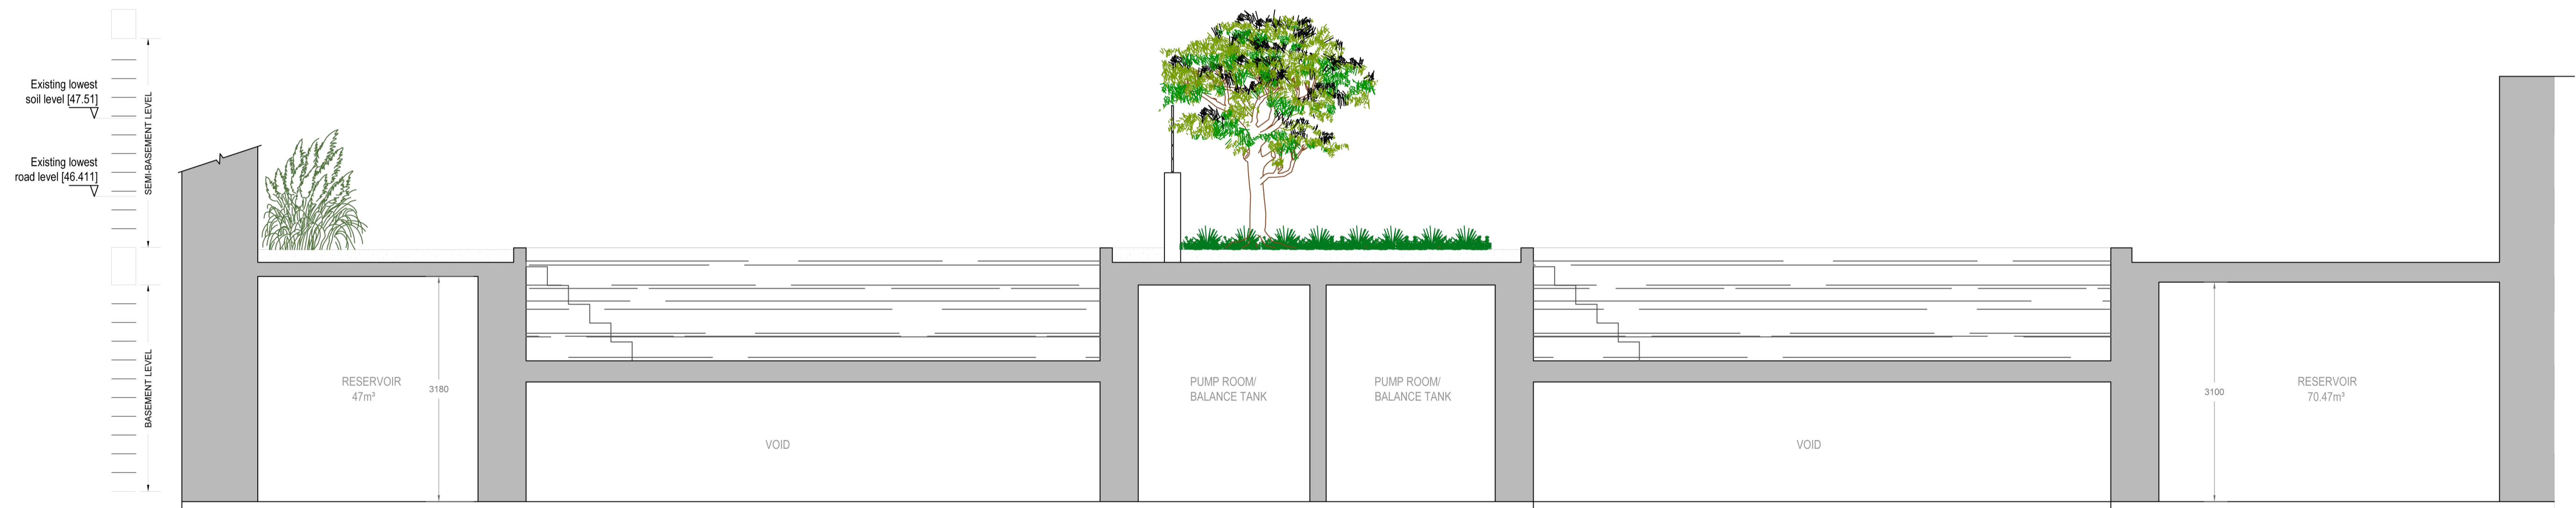 Existing lowest
soil level [47.51]
Existing lowest
road level [46.411]
SEMI-BASEMENT LEVEL
BASEMENT LEVEL
RESERVOIR
47m³
3180
VOID
PUMP ROOM/
BALANCE TANK
PUMP ROOM/
BALANCE TANK
VOID
3100
RESERVOIR
70.47m³